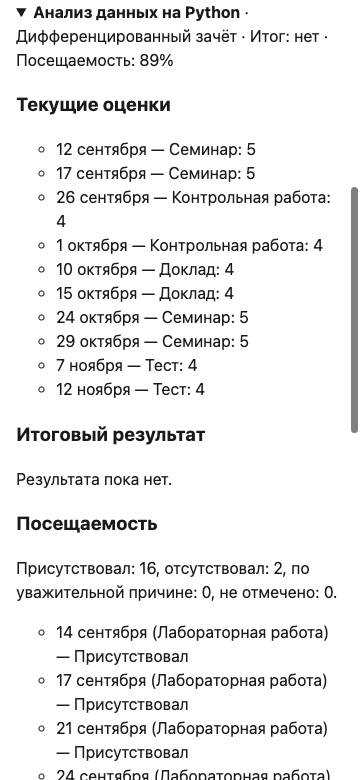 ▼ Анализ данных на Python ·
Дифференцированный зачёт · Итог: нет ·
Посещаемость: 89%
Текущие оценки
◦ 12 сентября — Семинар: 5
◦ 17 сентября — Семинар: 5
◦ 26 сентября — Контрольная работа:
4
◦ 1 октября — Контрольная работа: 4
◦ 10 октября — Доклад: 4
◦ 15 октября — Доклад: 4
◦ 24 октября — Семинар: 5
◦ 29 октября — Семинар: 5
◦ 7 ноября — Тест: 4
◦ 12 ноября — Тест: 4
Итоговый результат
Результата пока нет.
Посещаемость
Присутствовал: 16, отсутствовал: 2, по
уважительной причине: 0, не отмечено: 0.
◦ 14 сентября (Лабораторная работа)
— Присутствовал
◦ 17 сентября (Лабораторная работа)
— Присутствовал
◦ 21 сентября (Лабораторная работа)
— Присутствовал
◦ 24 сентября (Лабораторная работа)